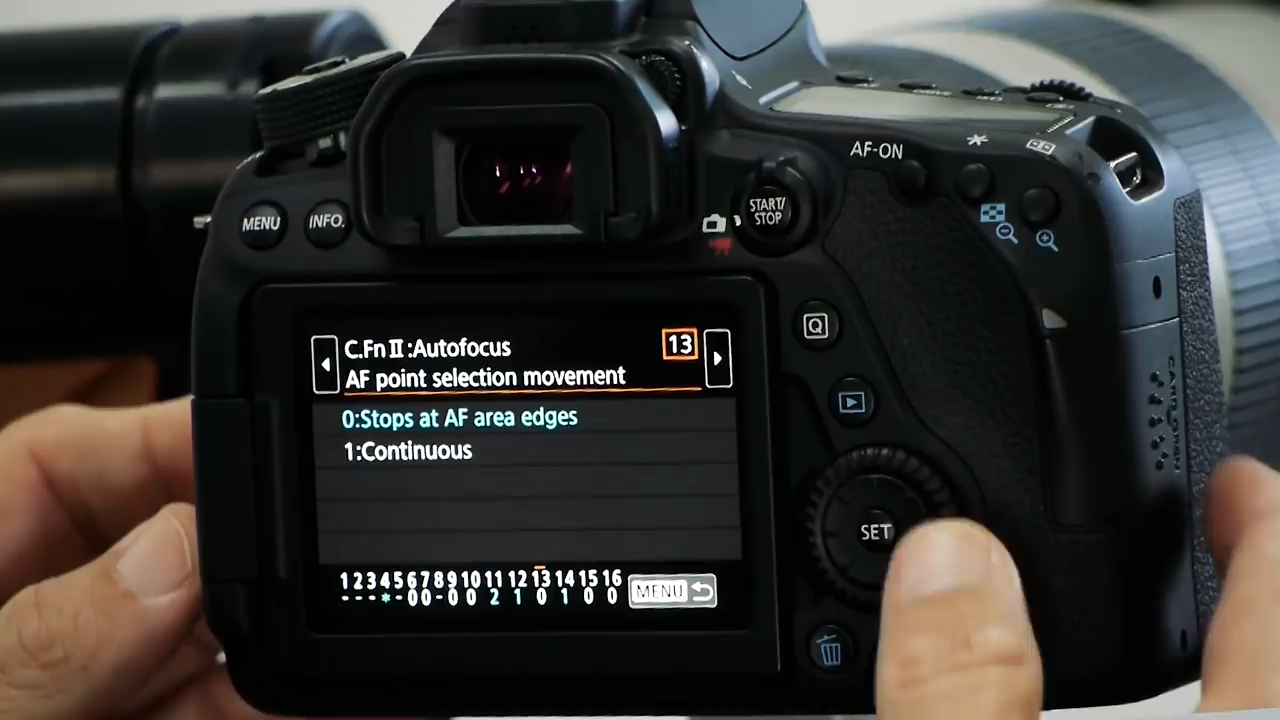 AF-ON
MENU
INFO.
START/
STOP
Q
C.Fn II :Autofocus
13
AF point selection movement
0:Stops at AF area edges
1:Continuous
SET
1 2 3 4 5 6 7 8 9 10 11 12 13 14 15 16
- - - * - 0 0 - 0 0 2 1 0 1 0 0
MENU
CARD OPEN